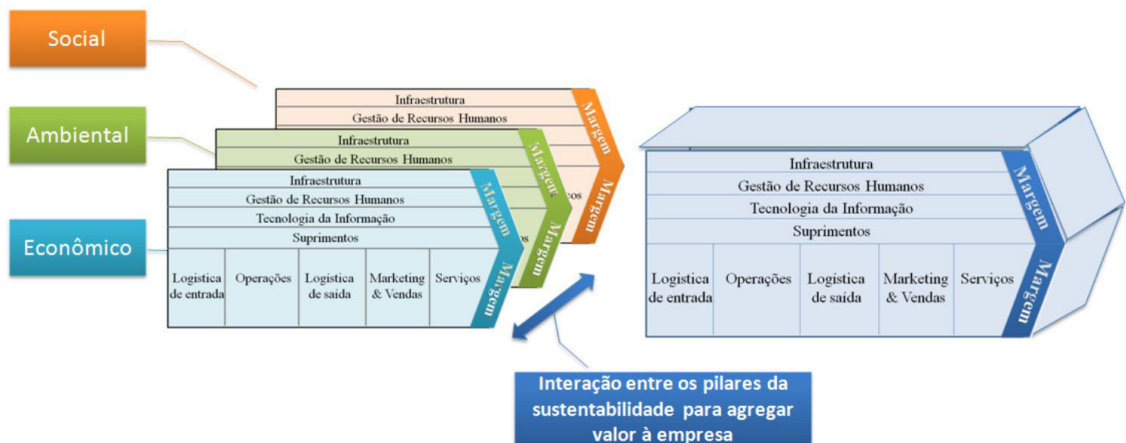 Social
Ambiental
Econômico
Infraestrutura
Gestão de Recursos Humanos
Margem
Margem
Infraestrutura
Gestão de Recursos Humanos
Margem
Margem
Infraestrutura
Gestão de Recursos Humanos
Tecnologia da Informação
Suprimentos
Logística de entrada
Operações
Logística de saída
Marketing & Vendas
Serviços
Margem
Margem
Infraestrutura
Gestão de Recursos Humanos
Tecnologia da Informação
Suprimentos
Logística de entrada
Operações
Logística de saída
Marketing & Vendas
Serviços
Margem
Margem
Interação entre os pilares da
sustentabilidade para agregar
valor à empresa